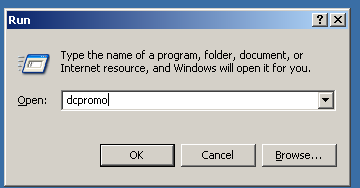 Run
Type the name of a program, folder, document, or
Internet resource, and Windows will open it for you.
Open: dcpromo
OK Cancel Browse...